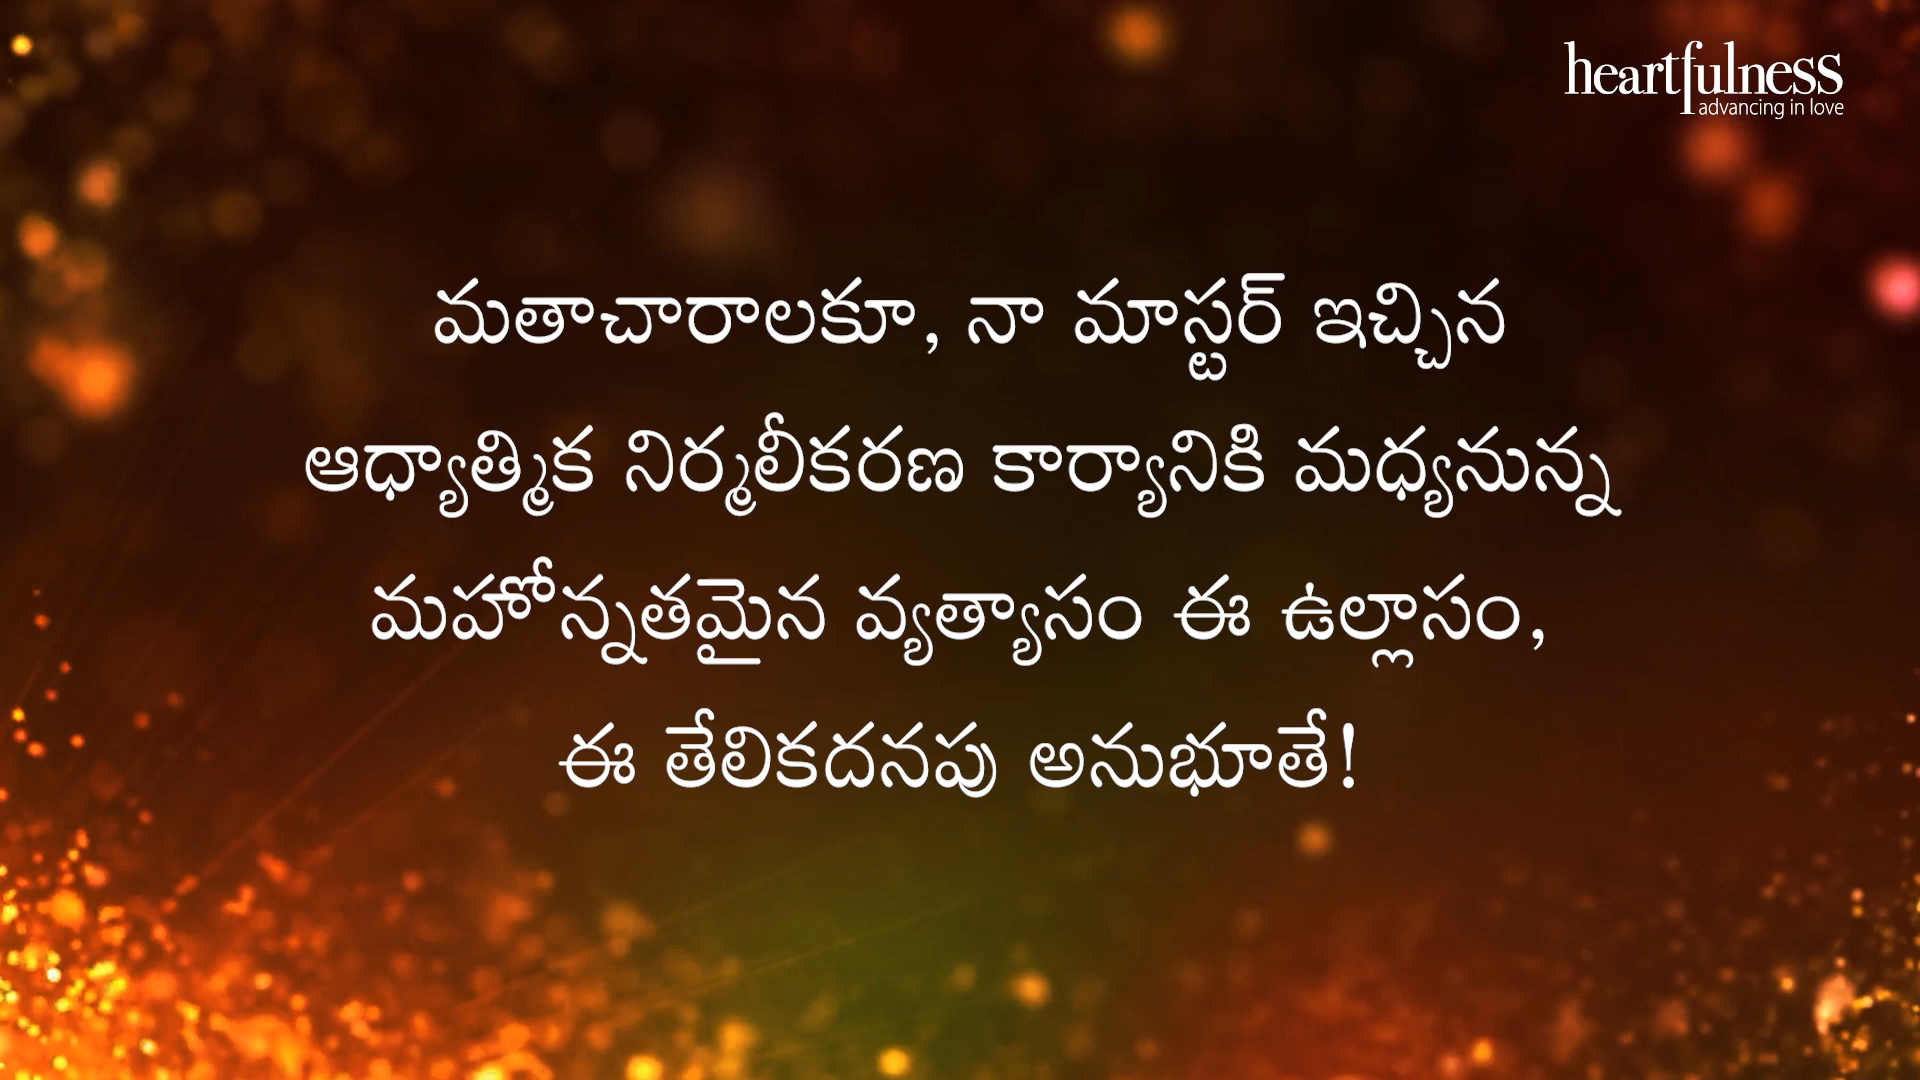 heartfulness
advancing in love
మతాచారాలకూ, నా మాస్టర్ ఇచ్చిన
ఆధ్యాత్మిక నిర్మలీకరణ కార్యానికి మధ్యనున్న
మహోన్నతమైన వ్యత్యాసం ఈ ఉల్లాసం,
ఈ తేలికదనపు అనుభూతే!